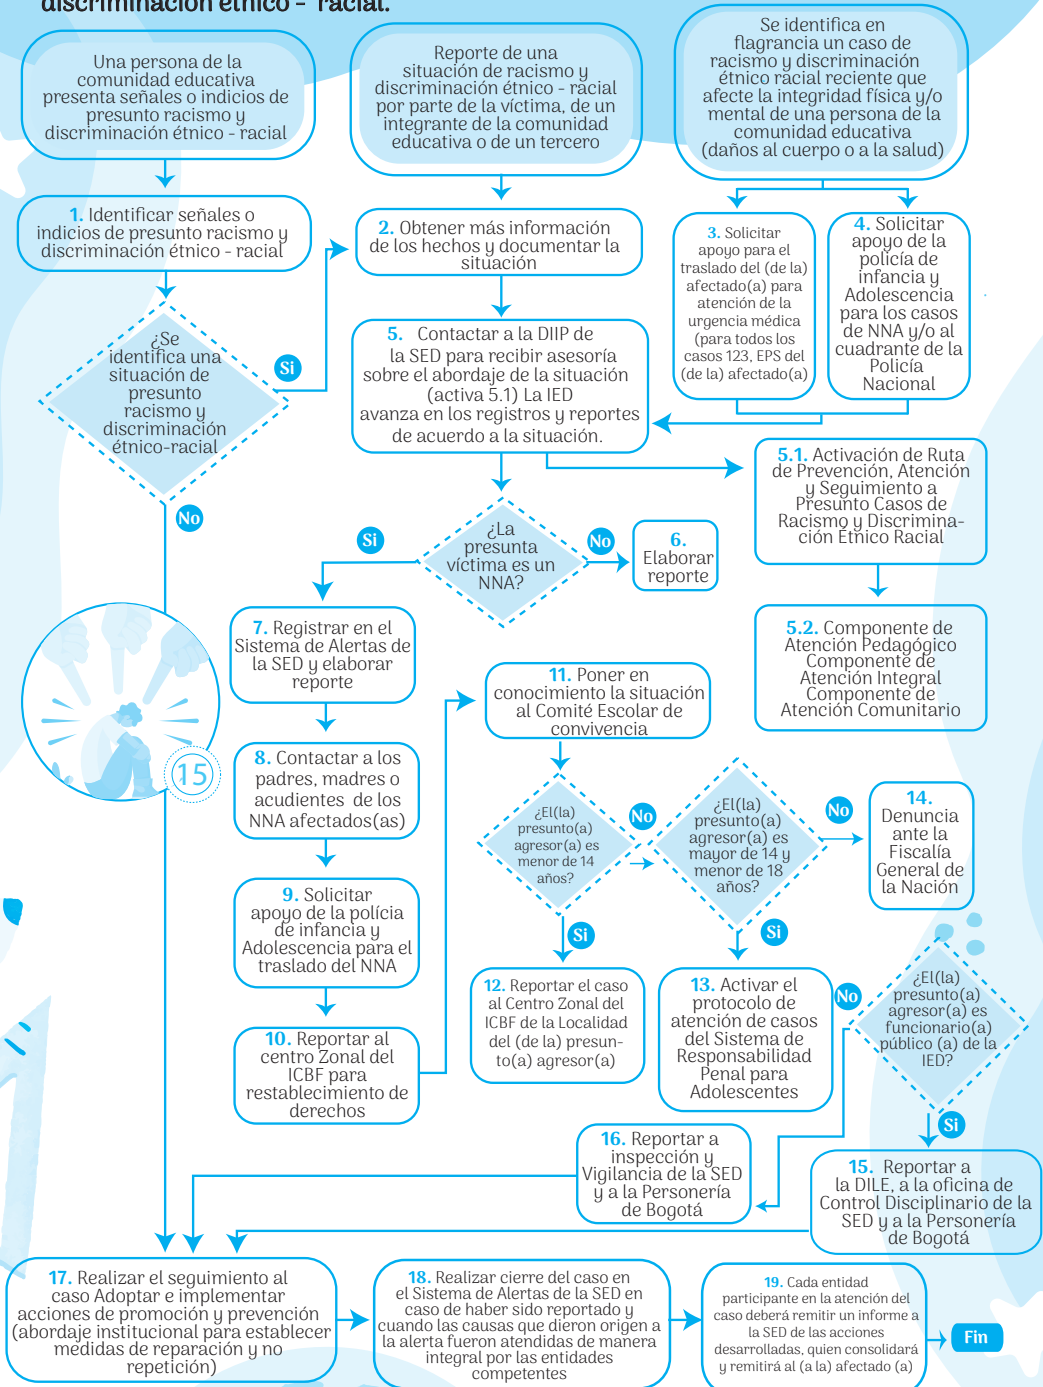 discriminación étnico - racial.
Una persona de la
comunidad educativa
presenta señales o indicios de
presunto racismo y
discriminación étnico - racial
Reporte de una
situación de racismo y
discriminación étnico - racial
por parte de la víctima, de un
integrante de la comunidad
educativa o de un tercero
Se identifica en
flagrancia un caso de
racismo y discriminación
étnico racial reciente que
afecte la integridad física y/o
mental de una persona de la
comunidad educativa
(daños al cuerpo o a la salud)
1. Identificar señales o
indicios de presunto racismo y
discriminación étnico - racial
2. Obtener más información
de los hechos y documentar la
situación
3. Solicitar
apoyo para el
traslado del (de la)
afectado(a) para
atención de la
urgencia médica
(para todos los
casos 123, EPS del
(de la) afectado(a)
4. Solicitar
apoyo de la
policía de
infancia y
Adolescencia
para los casos
de NNA y/o al
cuadrante de la
Policía
Nacional
¿Se
identifica una
situación de
presunto
racismo y
discriminación
étnico-racial
Si
No
5. Contactar a la DIIP de
la SED para recibir asesoría
sobre el abordaje de la situación
(activa 5.1) La IED
avanza en los registros y reportes
de acuerdo a la situación.
5.1. Activación de Ruta
de Prevención, Atención
y Seguimiento a
Presunto Casos de
Racismo y Discrimina-
ción Étnico Racial
¿La
presunta
víctima es un
NNA?
Si
No
6.
Elaborar
reporte
5.2. Componente de
Atención Pedagógico
Componente de
Atención Integral
Componente de
Atención Comunitario
7. Registrar en el
Sistema de Alertas de
la SED y elaborar
reporte
8. Contactar a los
padres, madres o
acudientes de los
NNA afectados(as)
15
9. Solicitar
apoyo de la polícia
de infancia y
Adolescencia para el
traslado del NNA
10. Reportar al
centro Zonal del
ICBF para
restablecimiento de
derechos
11. Poner en
conocimiento la situación
al Comité Escolar de
convivencia
¿El(la)
presunto(a)
agresor(a) es
menor de 14
años?
No
Si
¿El(la)
presunto(a)
agresor(a) es
mayor de 14 y
menor de 18
años?
No
Si
14.
Denuncia
ante la
Fiscalía
General de
la Nación
12. Reportar el caso
al Centro Zonal del
ICBF de la Localidad
del (de la) presun-
to(a) agresor(a)
13. Activar el
protocolo de
atención de casos
del Sistema de
Responsabilidad
Penal para
Adolescentes
¿El(la)
presunto(a)
agresor(a) es
funcionario(a)
público (a) de la
IED?
No
Si
16. Reportar a
inspección y
Vigilancia de la SED
y a la Personería
de Bogotá
15. Reportar a
la DILE, a la oficina de
Control Disciplinario de la
SED y a la Personería
de Bogotá
17. Realizar el seguimiento al
caso Adoptar e implementar
acciones de promoción y prevención
(abordaje institucional para establecer
medidas de reparación y no
repetición)
18. Realizar cierre del caso en
el Sistema de Alertas de la SED en
caso de haber sido reportado y
cuando las causas que dieron origen a
la alerta fueron atendidas de manera
integral por las entidades
competentes
19. Cada entidad
participante en la atención del
caso deberá remitir un informe a
la SED de las acciones
desarrolladas, quien consolidará
y remitirá al (a la) afectado (a)
Fin